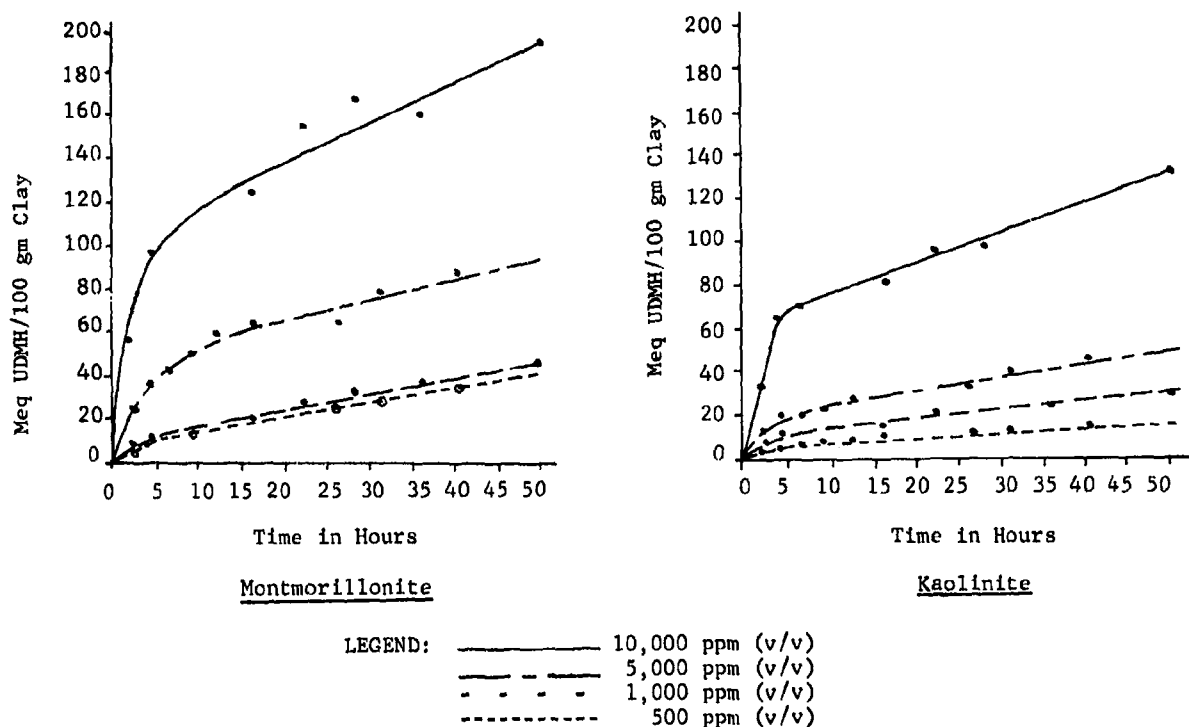 200
180
160
140
120
100
80
60
40
20
0
Meq UDMH/100 gm Clay
0 5 10 15 20 25 30 35 40 45 50
Time in Hours
Montmorillonite
200
180
160
140
120
100
80
60
40
20
0
Meq UDMH/100 gm Clay
0 5 10 15 20 25 30 35 40 45 50
Time in Hours
Kaolinite
LEGEND:
10,000 ppm (v/v)
5,000 ppm (v/v)
1,000 ppm (v/v)
500 ppm (v/v)